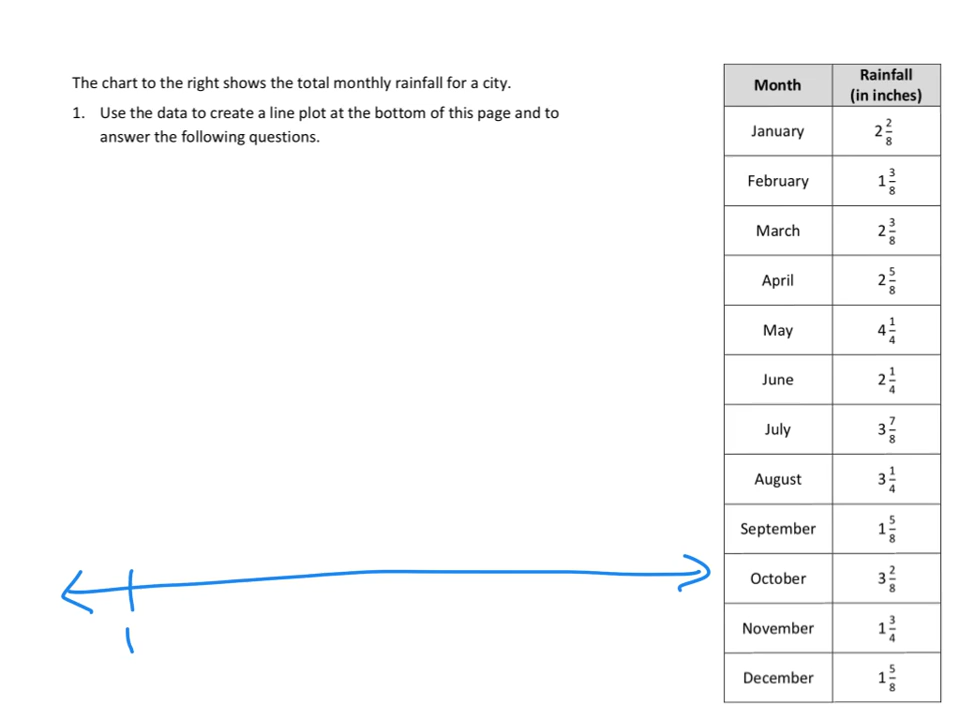 The chart to the right shows the total monthly rainfall for a city.
1. Use the data to create a line plot at the bottom of this page and to
answer the following questions.
Month Rainfall
(in inches)
January 2 2/8
February 1 3/8
March 2 3/8
April 2 5/8
May 4 1/4
June 2 1/4
July 3 7/8
August 3 1/4
September 1 5/8
October 3 2/8
November 1 3/4
December 1 5/8
1